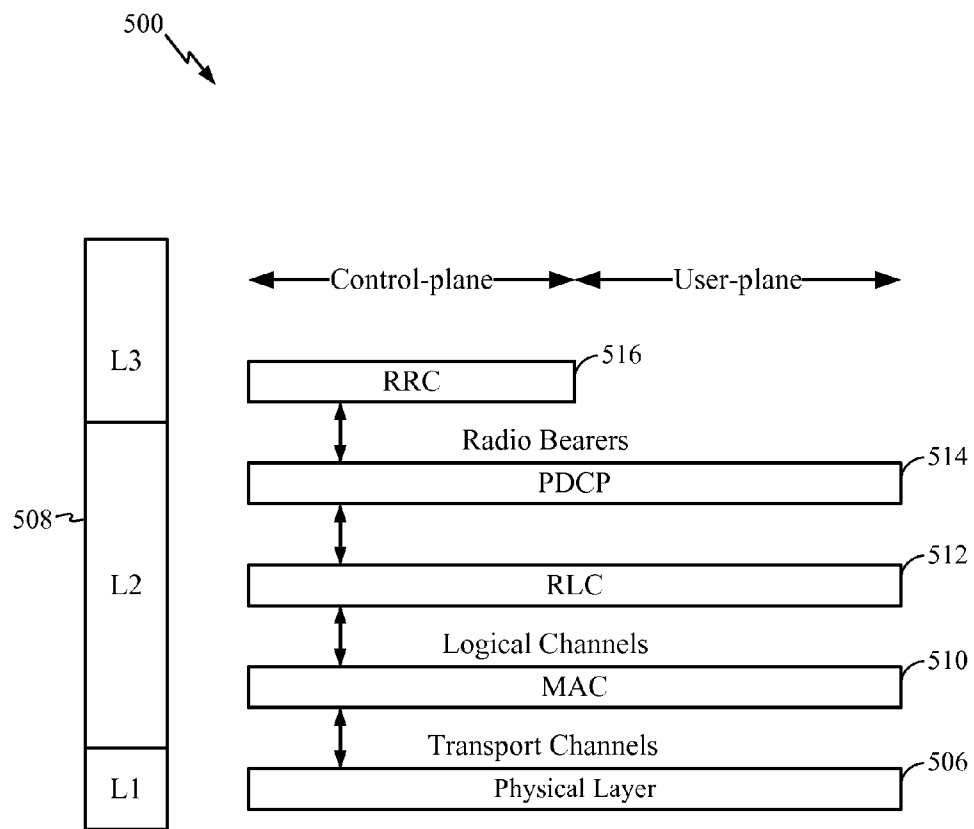 500
Control-plane
User-plane
L3
516
RRC
Radio Bearers
514
PDCP
508
512
L2
RLC
Logical Channels
510
MAC
Transport Channels
506
L1
Physical Layer